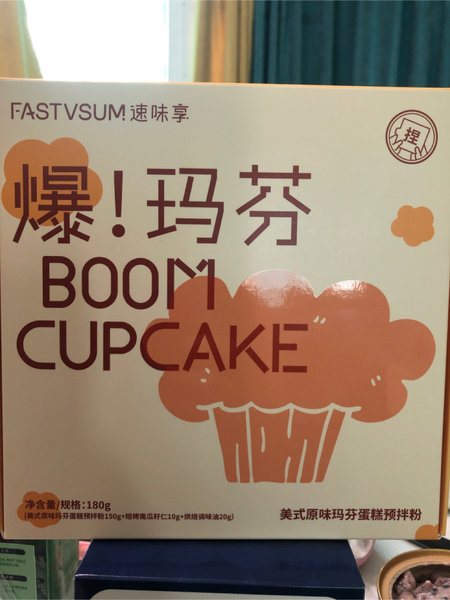 FASTVSUM 速味享
捏
爆!玛芬
BOOM
CUPCAKE
净含量/规格:180g
(美式原味玛芬蛋糕预拌粉150g+焙烤南瓜籽仁10g+烘焙调味油20g)
美式原味玛芬蛋糕预拌粉